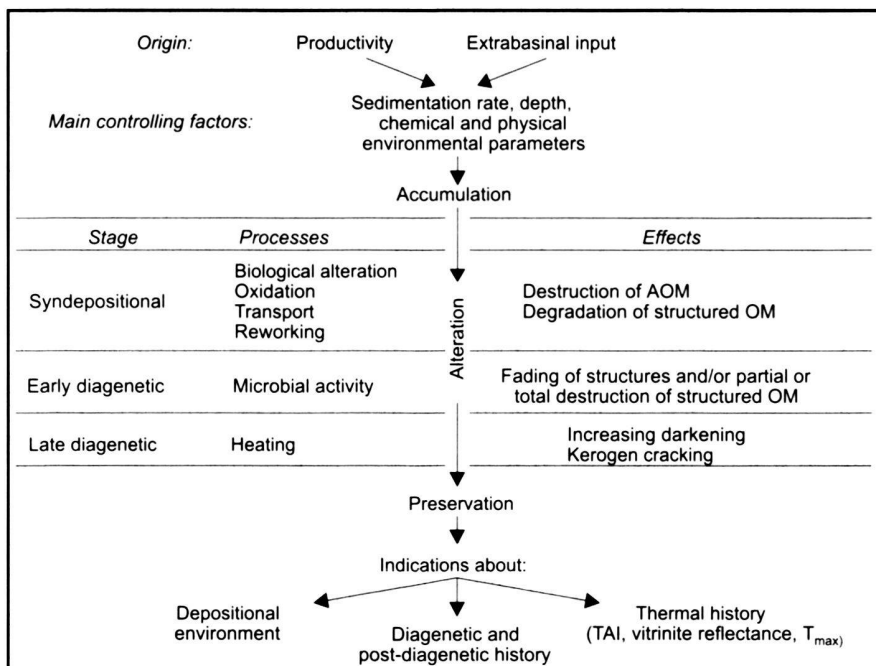 Origin: Productivity Extrabasinal input
Main controlling factors:
Sedimentation rate, depth,
chemical and physical
environmental parameters
Accumulation
Stage Processes Effects
Alteration
Syndepositional
Biological alteration
Oxidation
Transport
Reworking
Destruction of AOM
Degradation of structured OM
Early diagenetic Microbial activity
Fading of structures and/or partial or
total destruction of structured OM
Late diagenetic Heating
Increasing darkening
Kerogen cracking
Preservation
Indications about:
Depositional
environment
Diagenetic and
post-diagenetic history
Thermal history
(TAI, vitrinite reflectance, Tmax)